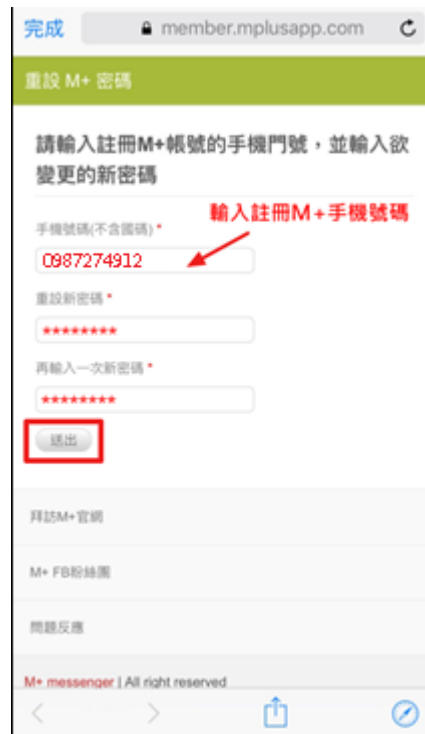 完成 member.mplusapp.com
重設 M+ 密碼
請輸入註冊M+帳號的手機門號，並輸入欲
變更的新密碼
輸入註冊M+手機號碼
手機號碼(不含國碼) *
0987274912
重設新密碼 *
********
再輸入一次新密碼 *
********
送出
拜訪M+官網
M+ FB粉絲團
問題反應
M+ messenger | All right reserved